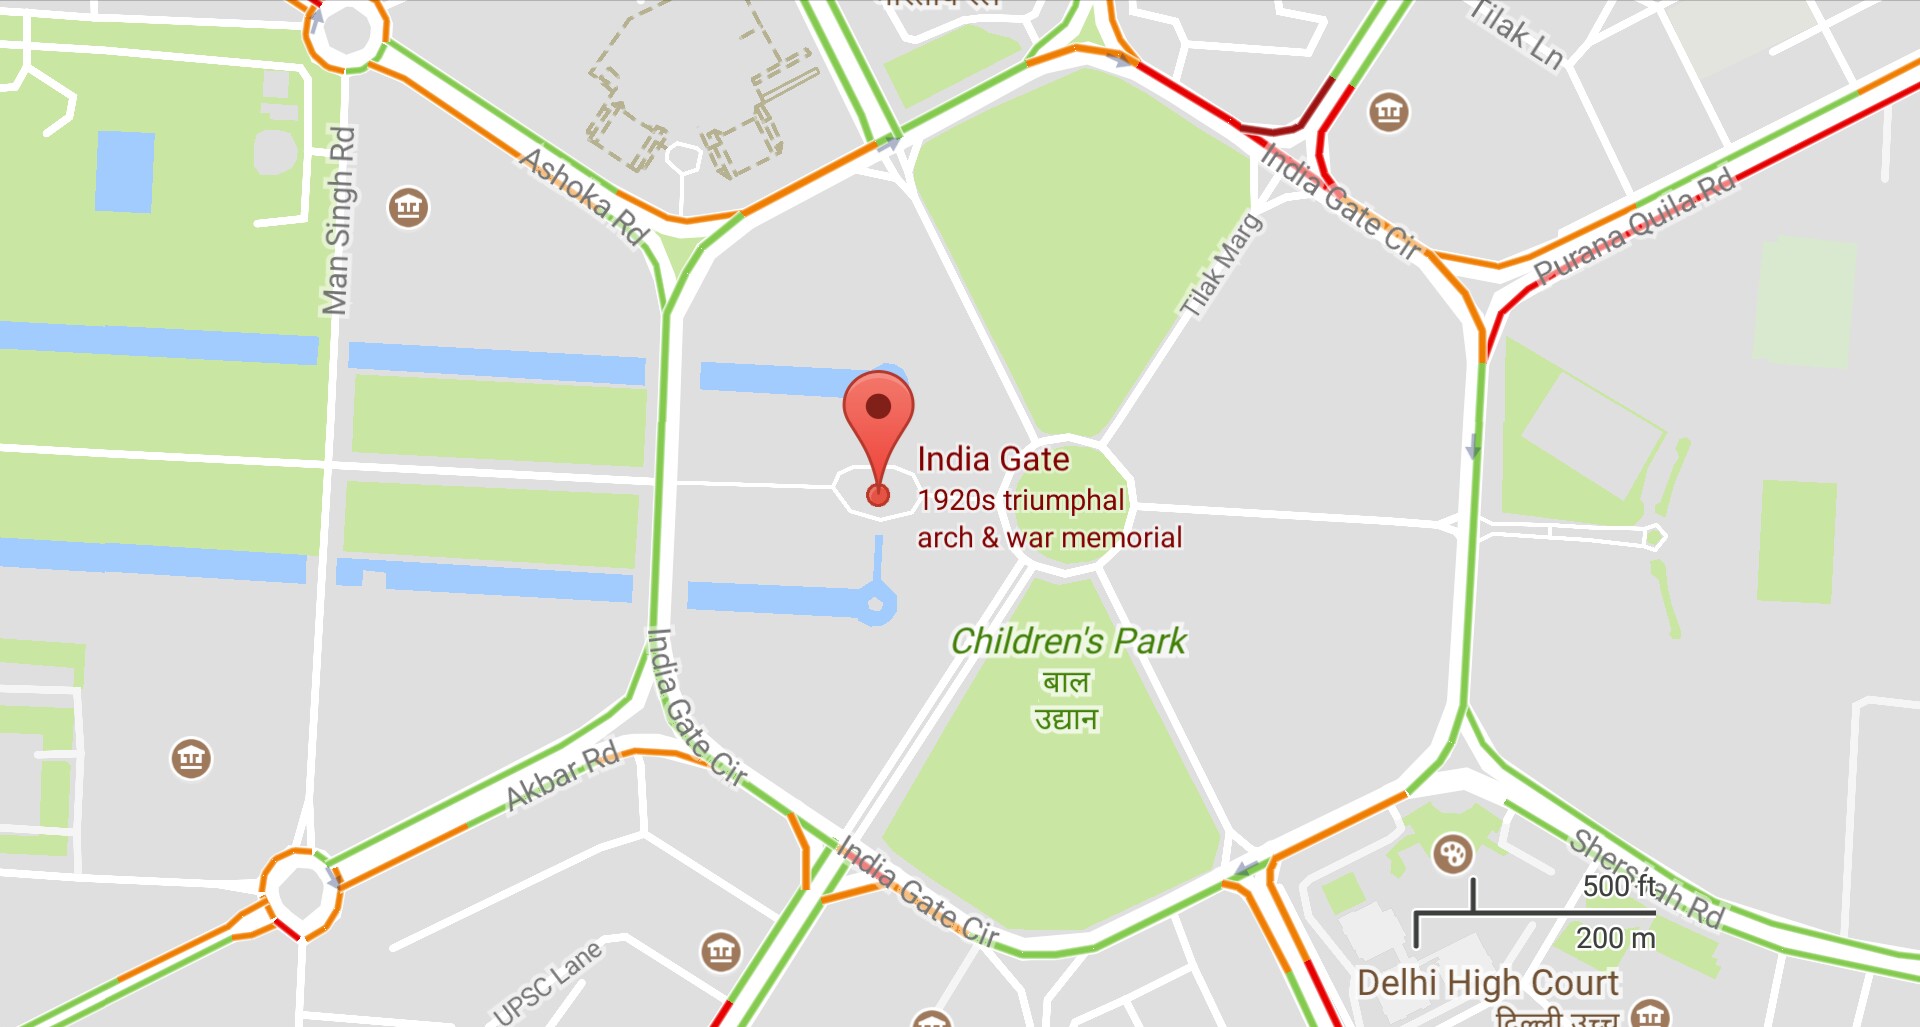 Tilak Ln
Man Singh Rd
Ashoka Rd
India Gate Cir
Tilak Marg
Purana Quila Rd
India Gate
1920s triumphal
arch & war memorial
Children's Park
बाल
उद्यान
India Gate Cir
Akbar Rd
India Gate Cir
Shershah Rd
500 ft
200 m
UPSC Lane
Delhi High Court
दिल्ली उच्च